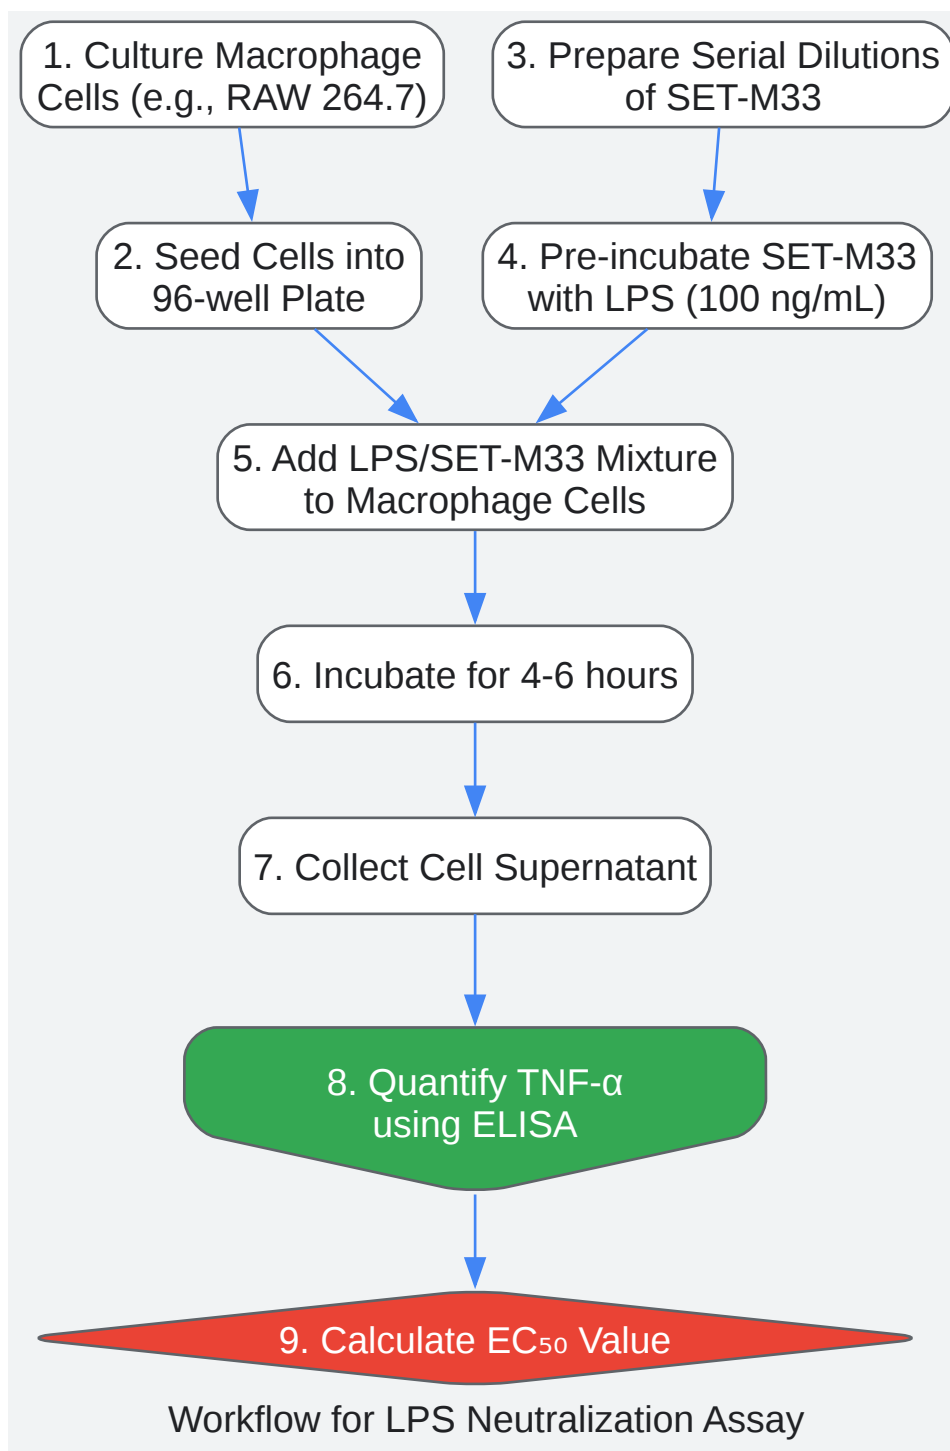 1. Culture Macrophage
Cells (e.g., RAW 264.7)
3. Prepare Serial Dilutions
of SET-M33
2. Seed Cells into
96-well Plate
4. Pre-incubate SET-M33
with LPS (100 ng/mL)
5. Add LPS/SET-M33 Mixture
to Macrophage Cells
6. Incubate for 4-6 hours
7. Collect Cell Supernatant
8. Quantify TNF-α
using ELISA
9. Calculate EC₅₀ Value
Workflow for LPS Neutralization Assay